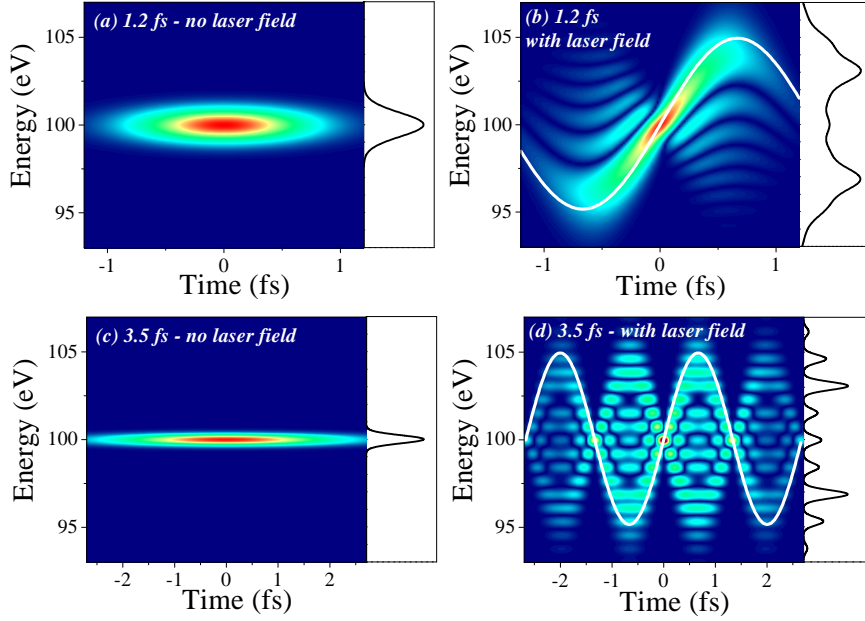 (a) 1.2 fs - no laser field
105
100
95
Energy (eV)
-1 0 1
Time (fs)
(b) 1.2 fs
with laser field
105
100
95
Energy (eV)
-1 0 1
Time (fs)
(c) 3.5 fs - no laser field
105
100
95
Energy (eV)
-2 -1 0 1 2
Time (fs)
(d) 3.5 fs - with laser field
105
100
95
Energy (eV)
-2 -1 0 1 2
Time (fs)